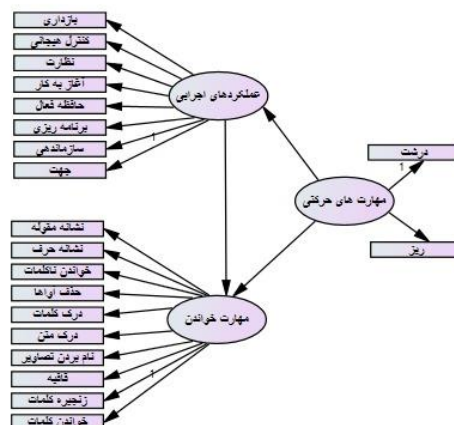 بازداری
کنترل هیجانی
نظارت
آغاز به کار
حافظه فعال
برنامه ریزی
سازماندهی
جهت
1
عملکردهای اجرایی
درشت
1
مهارت های حرکتی
ریز
نشانه مقوله
نشانه حرف
خواندن ناکلمات
حذف آواها
درک کلمات
درک متن
نام بردن تصاویر
قافیه
زنجیره کلمات
خواندن کلمات
1
مهارت خواندن